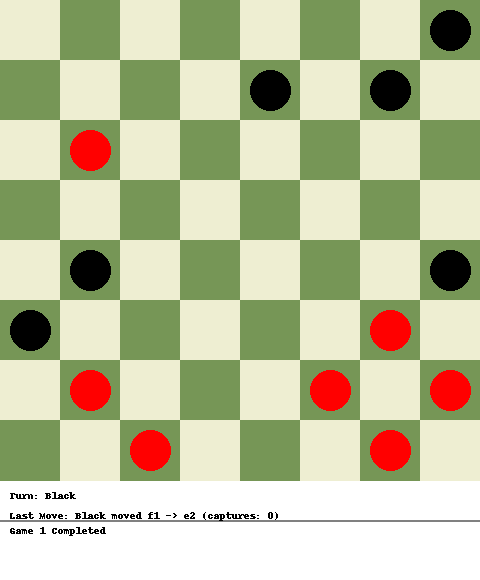 Turn: Black
Last Move: Black moved f1 -> e2 (captures: 0)
Game 1 Completed